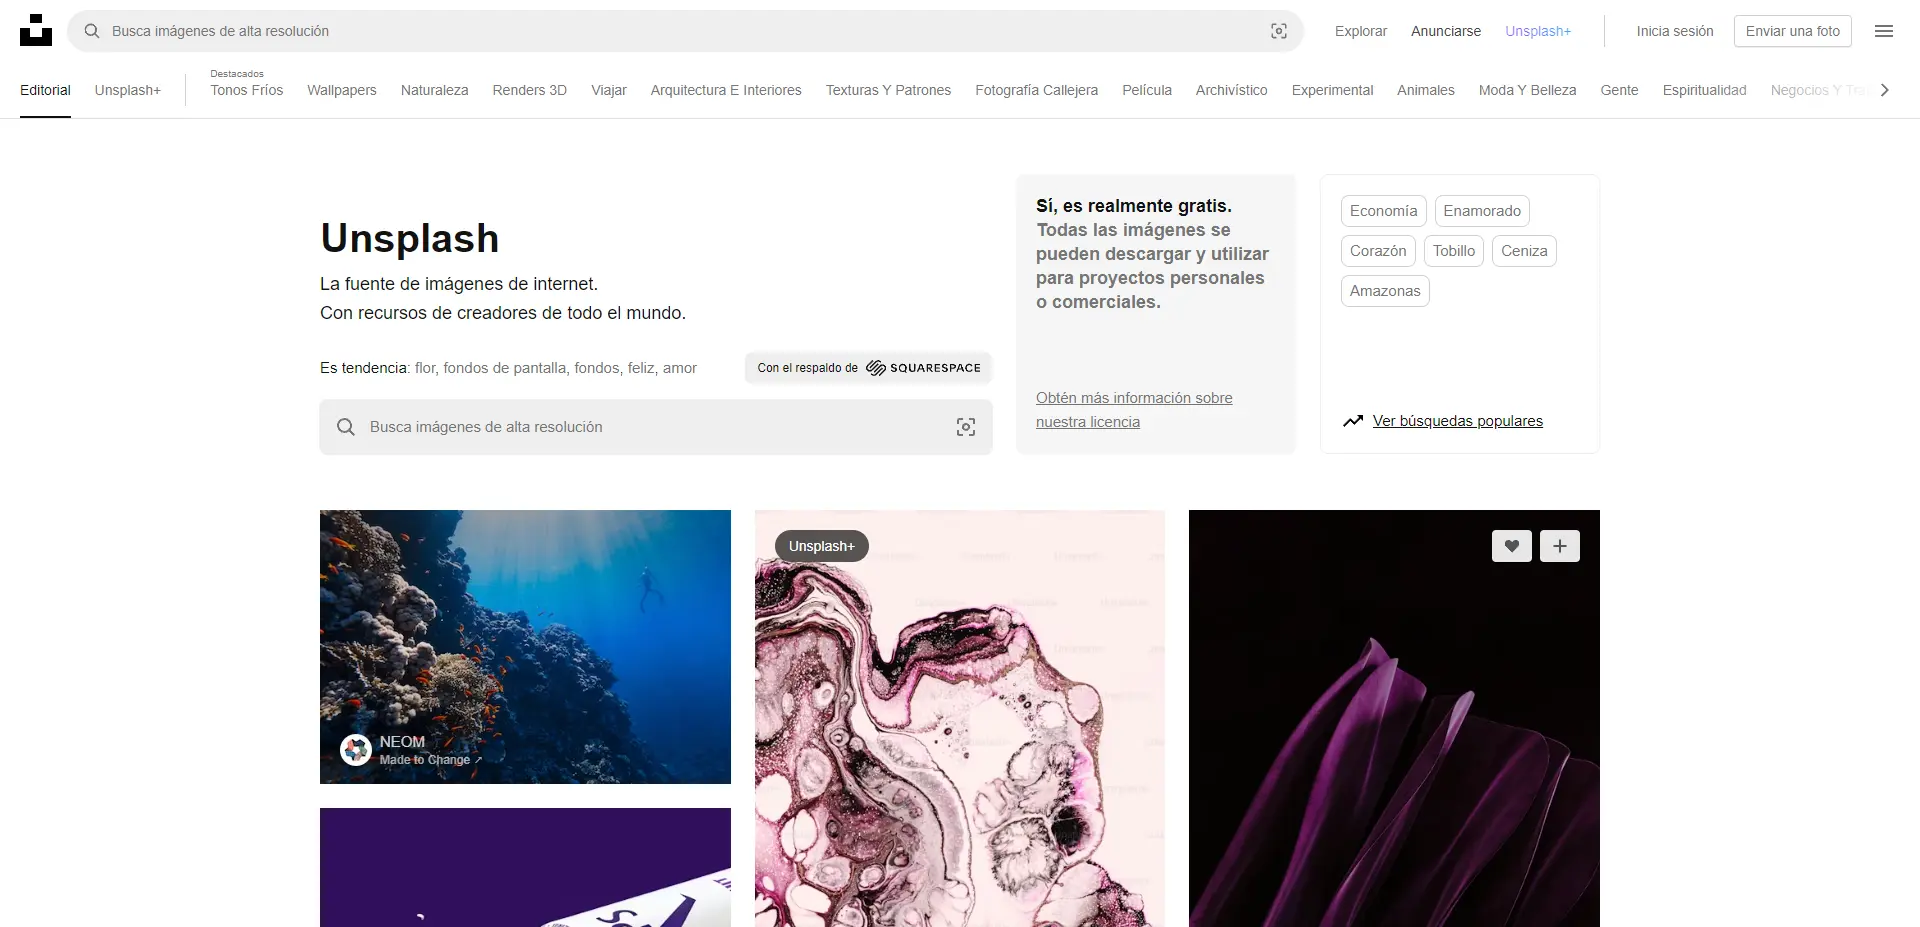 Busca imágenes de alta resolución
Explorar
Anunciarse
Unsplash+
Inicia sesión
Enviar una foto
Editorial
Unsplash+
Destacados
Tonos Fríos
Wallpapers
Naturaleza
Renders 3D
Viajar
Arquitectura E Interiores
Texturas Y Patrones
Fotografía Callejera
Película
Archivístico
Experimental
Animales
Moda Y Belleza
Gente
Espiritualidad
Negocios Y
Unsplash
La fuente de imágenes de internet.
Con recursos de creadores de todo el mundo.
Es tendencia: flor, fondos de pantalla, fondos, feliz, amor
Con el respaldo de SQUARESPACE
Busca imágenes de alta resolución
Sí, es realmente gratis.
Todas las imágenes se
pueden descargar y utilizar
para proyectos personales
o comerciales.
Obtén más información sobre
nuestra licencia
Economía
Enamorado
Corazón
Tobillo
Ceniza
Amazonas
Ver búsquedas populares
NEOM
Made to Change ↗
Unsplash+